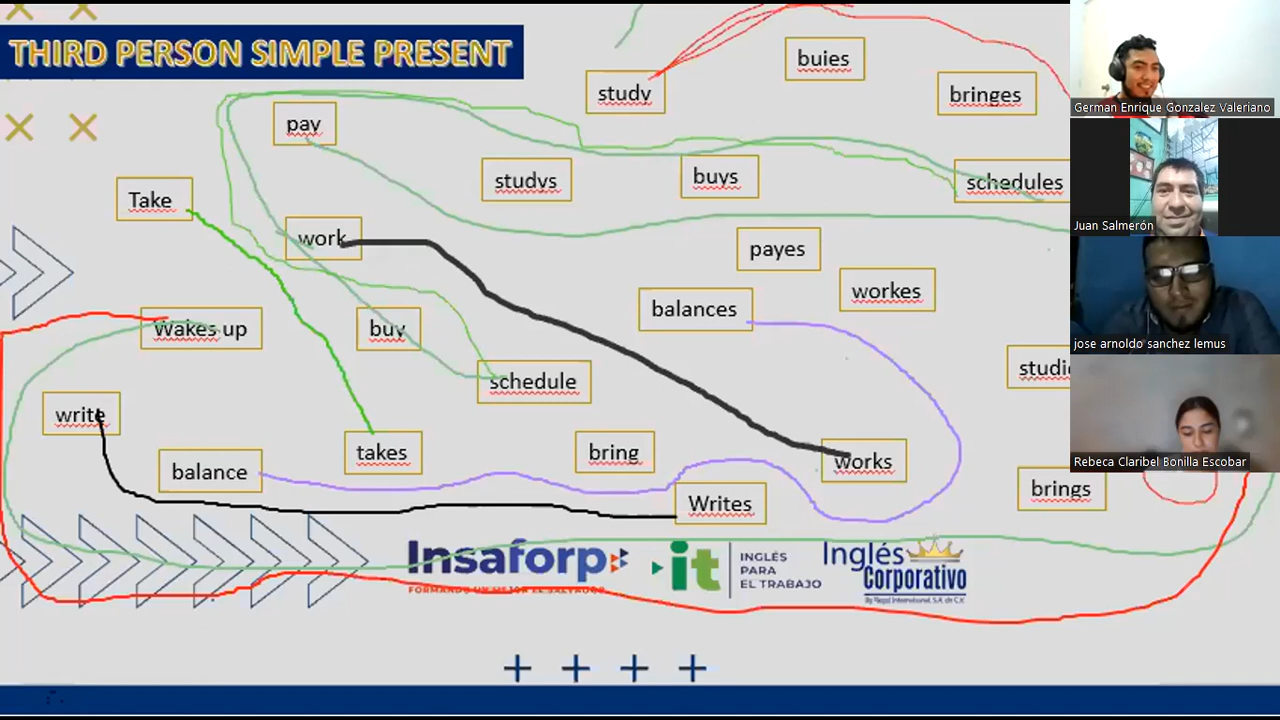 THIRD PERSON SIMPLE PRESENT
study
buies
bringes
pay
studys
buys
schedules
Take
work
payes
workes
balances
Wakes up
buy
schedule
write
takes
bring
works
balance
Writes
brings
Insaforp
FORMANDO UN MEJOR EL SALVADOR
it
INGLÉS
PARA
EL TRABAJO
Inglés
Corporativo
German Enrique Gonzalez Valeriano
Juan Salmerón
jose arnoldo sanchez lemus
Rebeca Claribel Bonilla Escobar